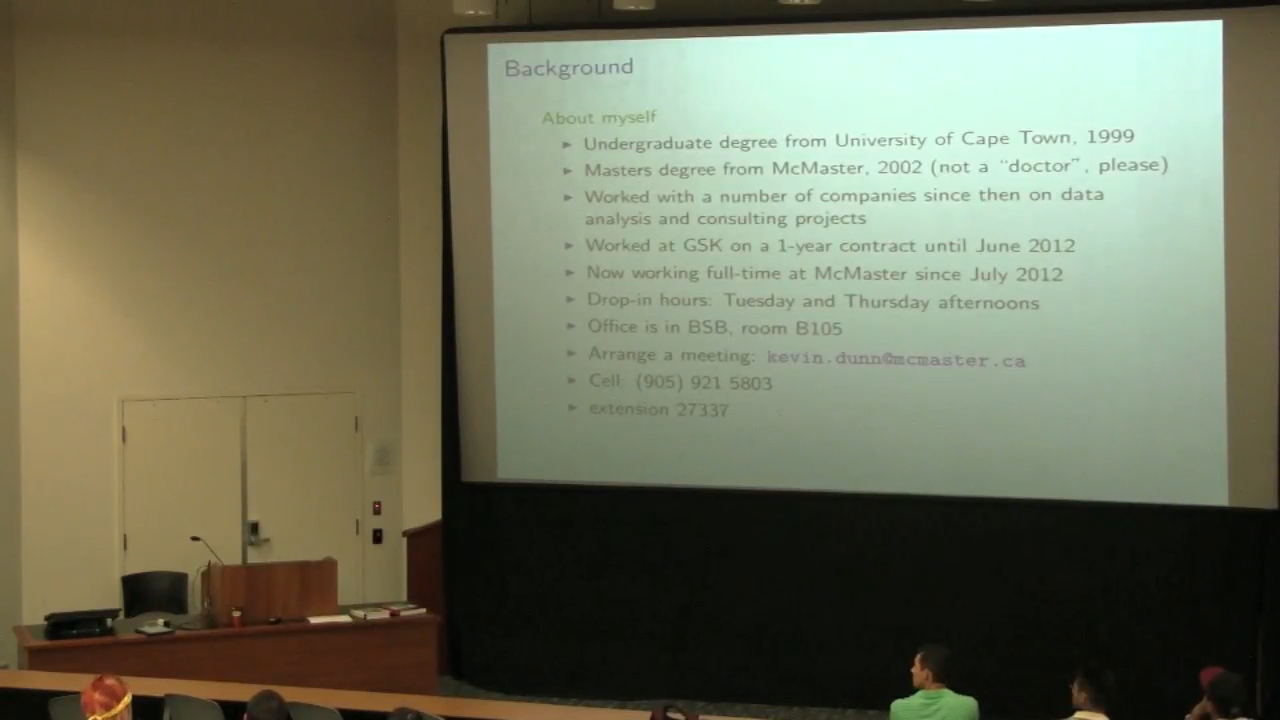 Background
About myself
► Undergraduate degree from University of Cape Town, 1999
► Masters degree from McMaster, 2002 (not a “doctor”, please)
► Worked with a number of companies since then on data
analysis and consulting projects
► Worked at GSK on a 1-year contract until June 2012
► Now working full-time at McMaster since July 2012
► Drop-in hours: Tuesday and Thursday afternoons
► Office is in BSB, room B105
► Arrange a meeting: kevin.dunn@mcmaster.ca
► Cell: (905) 921 5803
► extension 27337